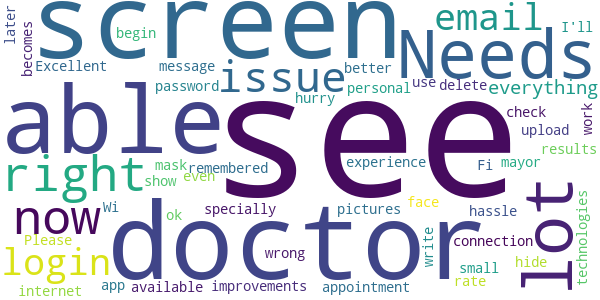 later
becomes
screen
begin
email
I'll
Needs
Excellent
message
issue
better
password
personal
use
delete
everything
hurry
able
see
check
upload
work
right
mask
remembered
show
even
experience
Fi
mayor
results
now
Wi
ok
specially
pictures
face
hassle
lot
technologies
doctor
Please
login
wrong
write
connection
small
hide
internet
app
available
improvements
appointment
rate